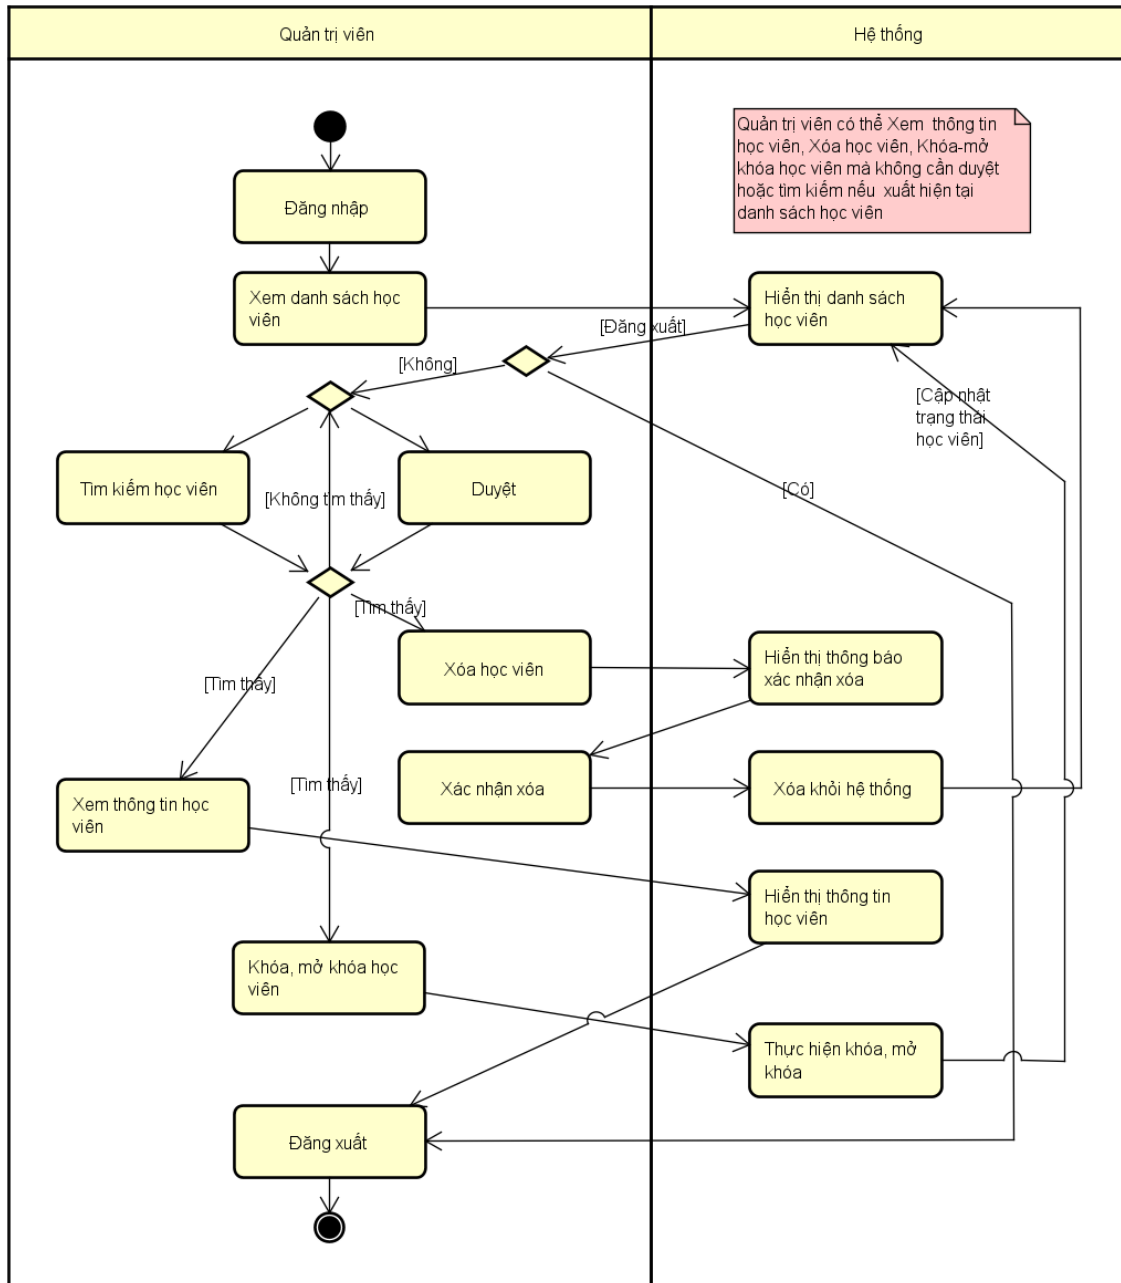 Quản trị viên
Hệ thống
Quản trị viên có thể Xem thông tin
học viên, Xóa học viên, Khóa-mở
khóa học viên mà không cần duyệt
hoặc tìm kiếm nếu xuất hiện tại
danh sách học viên
Đăng nhập
Xem danh sách học
viên
Hiển thị danh sách
học viên
[Đăng xuất]
[Không]
[Cập nhật
trạng thái
học viên]
Tìm kiếm học viên
[Không tìm thấy]
Duyệt
[Có]
[Tìm thấy]
Xóa học viên
Hiển thị thông báo
xác nhận xóa
[Tìm thấy]
[Tìm thấy]
Xác nhận xóa
Xóa khỏi hệ thống
Xem thông tin học
viên
Hiển thị thông tin
học viên
Khóa, mở khóa học
viên
Thực hiện khóa, mở
khóa
Đăng xuất